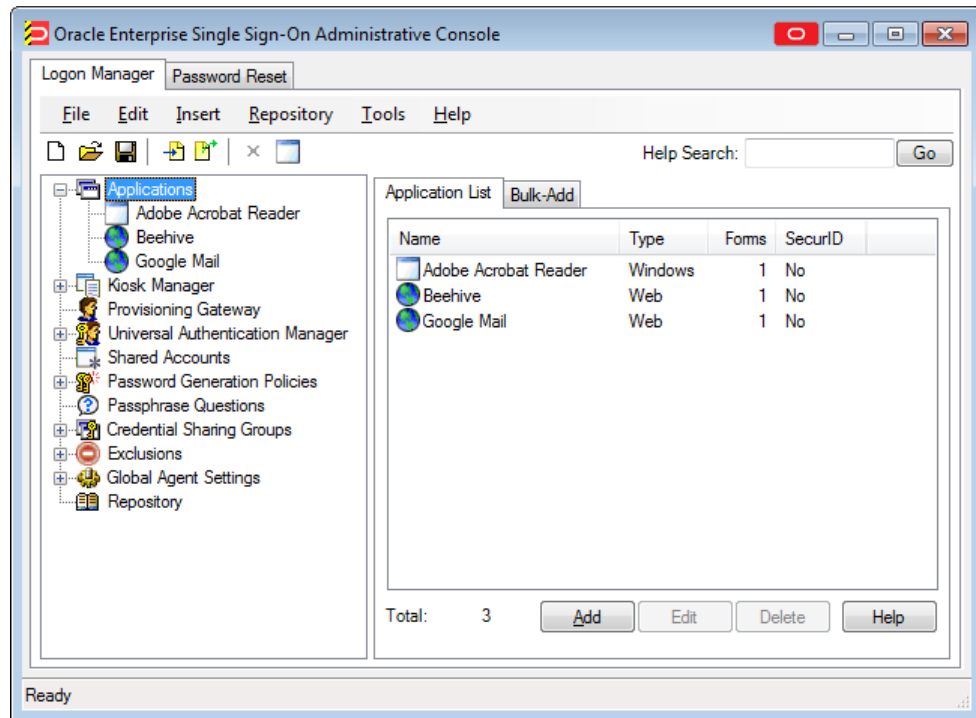 Oracle Enterprise Single Sign-On Administrative Console
Logon Manager Password Reset
File Edit Insert Repository Tools Help
Help Search: Go
Applications
Adobe Acrobat Reader
Beehive
Google Mail
Kiosk Manager
Provisioning Gateway
Universal Authentication Manager
Shared Accounts
Password Generation Policies
Passphrase Questions
Credential Sharing Groups
Exclusions
Global Agent Settings
Repository
Application List Bulk-Add
Name Type Forms SecurID
Adobe Acrobat Reader Windows 1 No
Beehive Web 1 No
Google Mail Web 1 No
Total: 3 Add Edit Delete Help
Ready